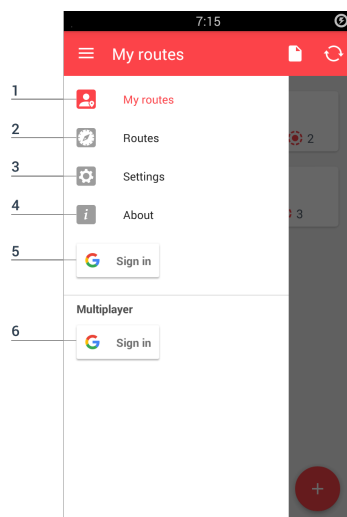 7:15
My routes
1 My routes
2 Routes
2
3 Settings
4 About
3
5 G Sign in
Multiplayer
6 G Sign in
+